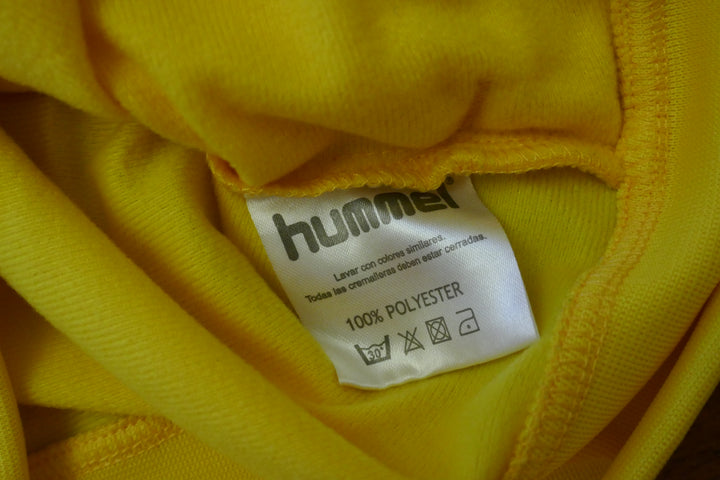 hummel
Lavar con colores similares.
Todas las cremalleras deben estar cerradas.
100% POLYESTER
30°